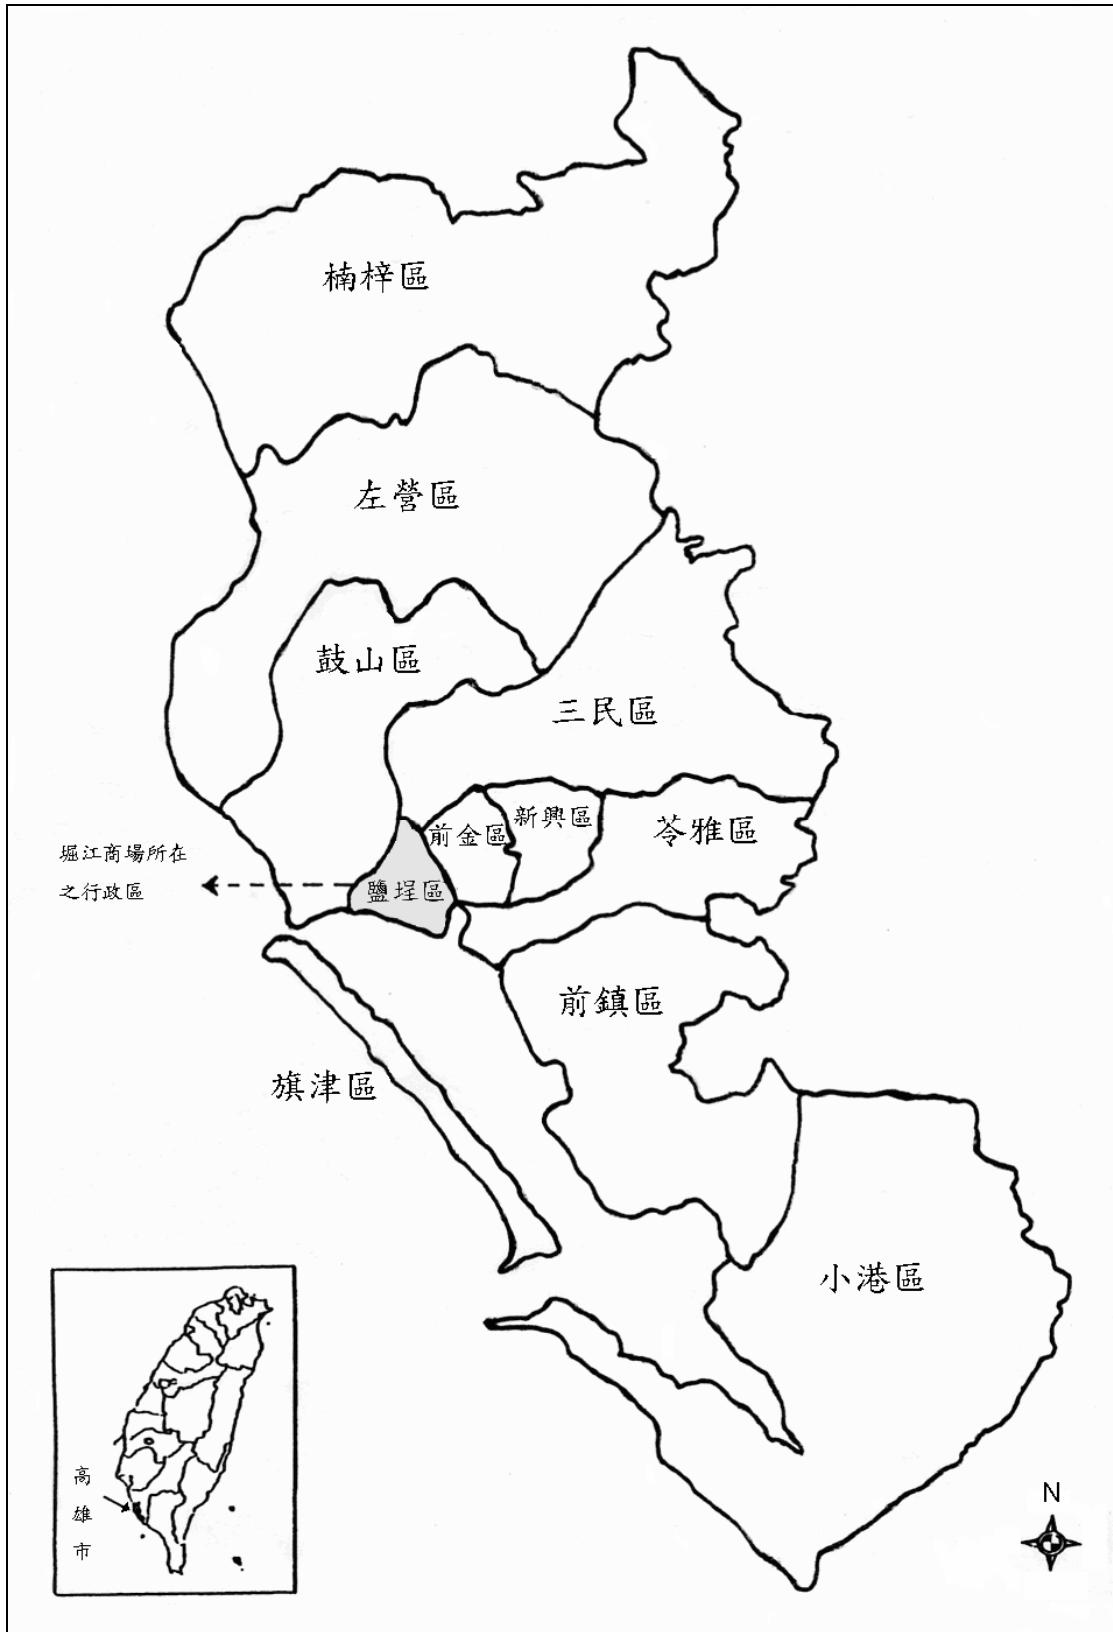 楠梓區
左營區
鼓山區
三民區
新興區
前金區
苓雅區
堀江商場所在
之行政區
鹽埕區
前鎮區
旗津區
小港區
高
雄
市
N